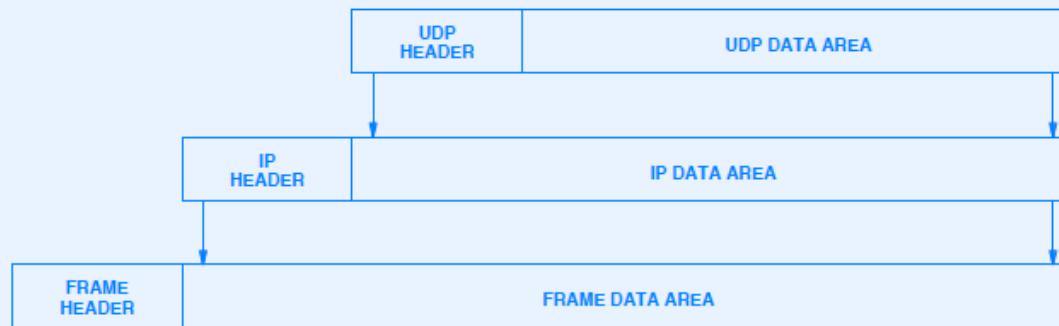 UDP
HEADER
UDP DATA AREA
IP
HEADER
IP DATA AREA
FRAME
HEADER
FRAME DATA AREA